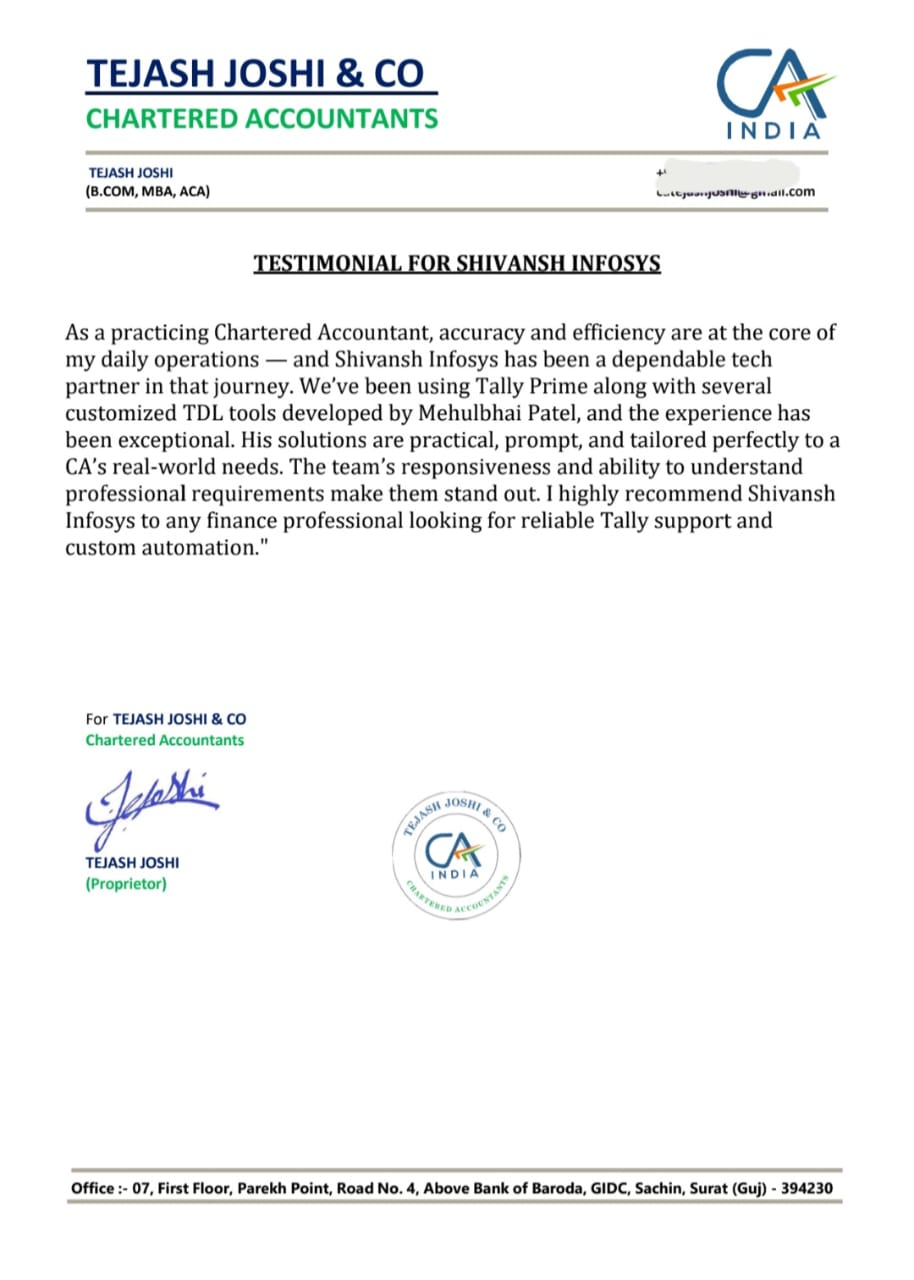 TEJASH JOSHI & CO
CHARTERED ACCOUNTANTS
CA
INDIA
TEJASH JOSHI
(B.COM, MBA, ACA)
TESTIMONIAL FOR SHIVANSH INFOSYS
As a practicing Chartered Accountant, accuracy and efficiency are at the core of
my daily operations — and Shivansh Infosys has been a dependable tech
partner in that journey. We’ve been using Tally Prime along with several
customized TDL tools developed by Mehulbhai Patel, and the experience has
been exceptional. His solutions are practical, prompt, and tailored perfectly to a
CA’s real-world needs. The team’s responsiveness and ability to understand
professional requirements make them stand out. I highly recommend Shivansh
Infosys to any finance professional looking for reliable Tally support and
custom automation."
For TEJASH JOSHI & CO
Chartered Accountants
TEJASH JOSHI
(Proprietor)
TEJASH JOSHI & CO
CA
INDIA
CHARTERED ACCOUNTANTS
Office :- 07, First Floor, Parekh Point, Road No. 4, Above Bank of Baroda, GIDC, Sachin, Surat (Guj) - 394230